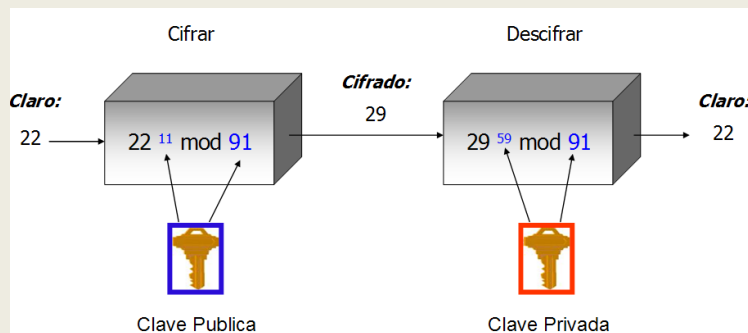 Cifrar
Descifrar
Claro:
22
22 11 mod 91
Cifrado:
29
29 59 mod 91
Claro:
22
Clave Publica
Clave Privada